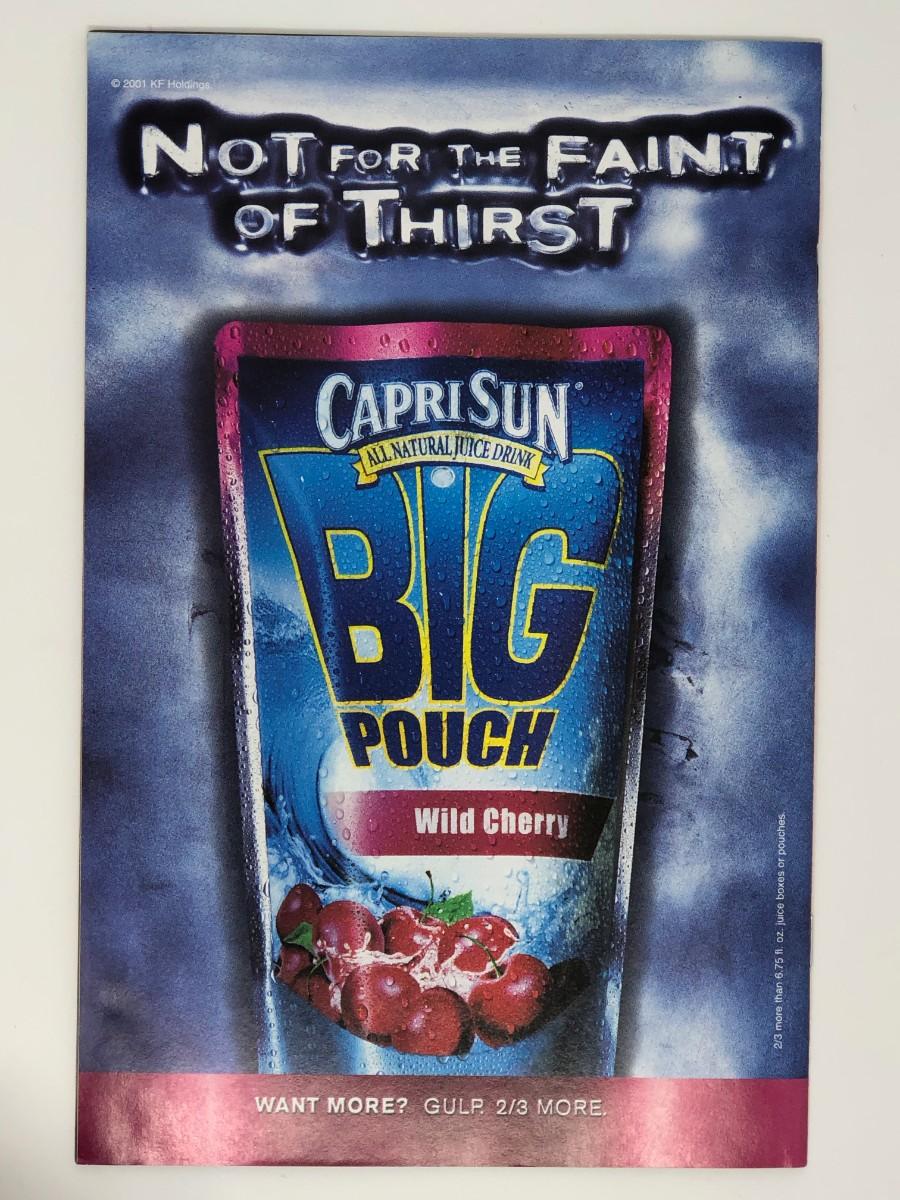 © 2001 KF Holdings.
NOT FOR THE FAINT
OF THIRST
CAPRI SUN®
ALL NATURAL JUICE DRINK
BIG
POUCH
Wild Cherry
2/3 more than 6.75 fl. oz. juice boxes or pouches.
WANT MORE? GULP. 2/3 MORE.